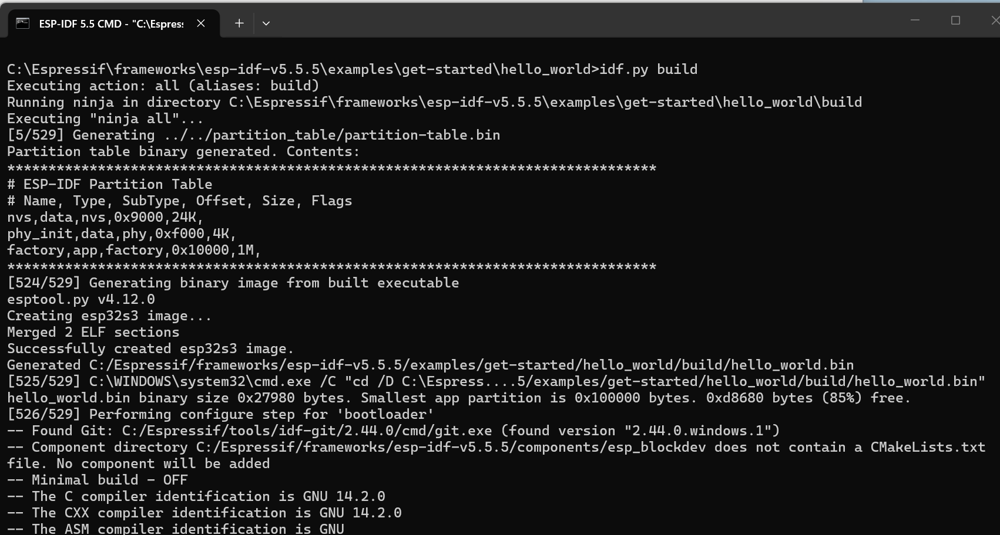 ESP-IDF 5.5 CMD - "C:\Espres
C:\Espressif\frameworks\esp-idf-v5.5.5\examples\get-started\hello_world>idf.py build
Executing action: all (aliases: build)
Running ninja in directory C:\Espressif\frameworks\esp-idf-v5.5.5\examples\get-started\hello_world\build
Executing "ninja all"...
[5/529] Generating ../../partition_table/partition-table.bin
Partition table binary generated. Contents:
*******************************************************************************
# ESP-IDF Partition Table
# Name, Type, SubType, Offset, Size, Flags
nvs,data,nvs,0x9000,24K,
phy_init,data,phy,0xf000,4K,
factory,app,factory,0x10000,1M,
*******************************************************************************
[524/529] Generating binary image from built executable
esptool.py v4.12.0
Creating esp32s3 image...
Merged 2 ELF sections
Successfully created esp32s3 image.
Generated C:/Espressif/frameworks/esp-idf-v5.5.5/examples/get-started/hello_world/build/hello_world.bin
[525/529] C:\WINDOWS\system32\cmd.exe /C "cd /D C:\Espress....5/examples/get-started/hello_world/build/hello_world.bin"
hello_world.bin binary size 0x27980 bytes. Smallest app partition is 0x100000 bytes. 0xd8680 bytes (85%) free.
[526/529] Performing configure step for 'bootloader'
-- Found Git: C:/Espressif/tools/idf-git/2.44.0/cmd/git.exe (found version "2.44.0.windows.1")
-- Component directory C:/Espressif/frameworks/esp-idf-v5.5.5/components/esp_blockdev does not contain a CMakeLists.txt
file. No component will be added
-- Minimal build - OFF
-- The C compiler identification is GNU 14.2.0
-- The CXX compiler identification is GNU 14.2.0
-- The ASM compiler identification is GNU